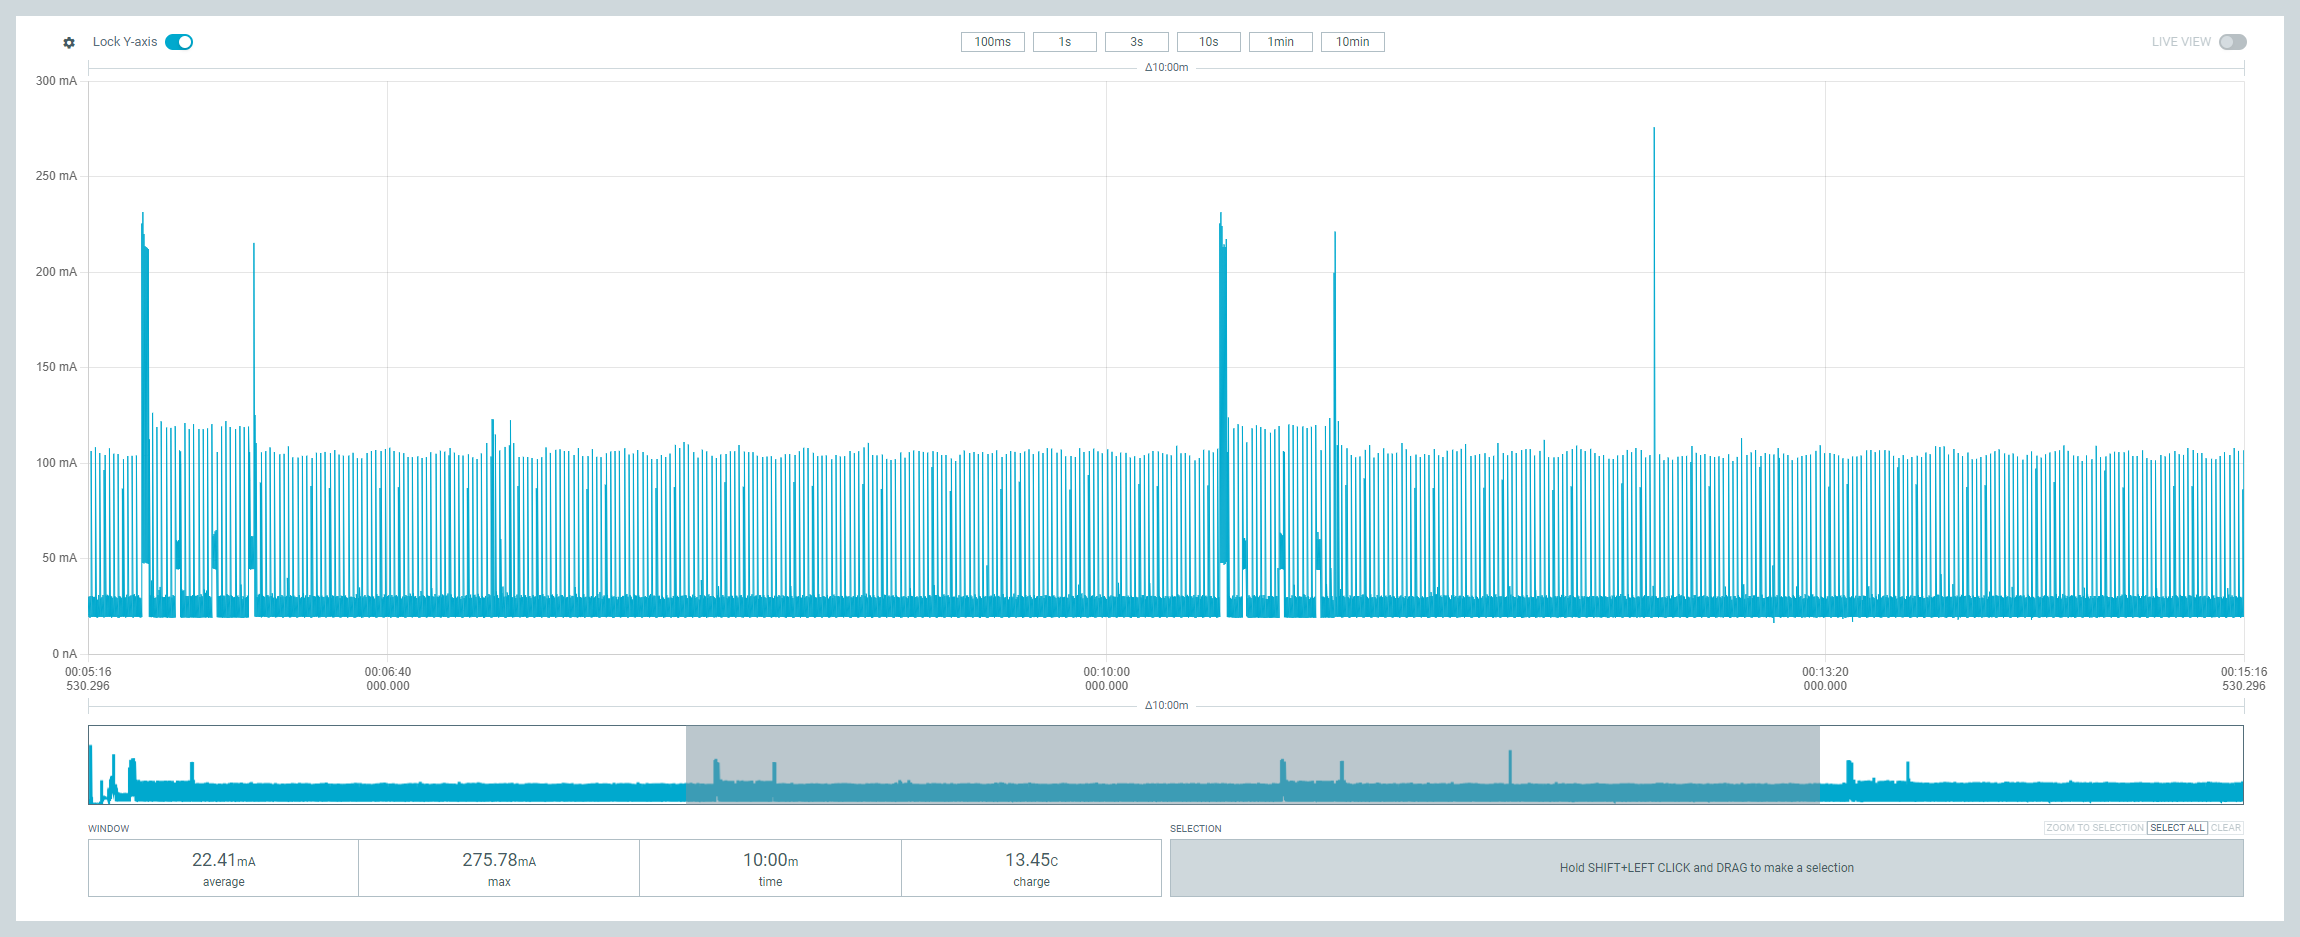 Lock Y-axis
100ms 1s 3s 10s 1min 10min
LIVE VIEW
Δ10:00m
300 mA
250 mA
200 mA
150 mA
100 mA
50 mA
0 nA
00:05:16 00:06:40 00:10:00 00:13:20 00:15:16
530.296 000.000 000.000 000.000 530.296
Δ10:00m
WINDOW
22.41mA 275.78mA 10:00m 13.45C
average max time charge
SELECTION
ZOOM TO SELECTION SELECT ALL CLEAR
Hold SHIFT+LEFT CLICK and DRAG to make a selection